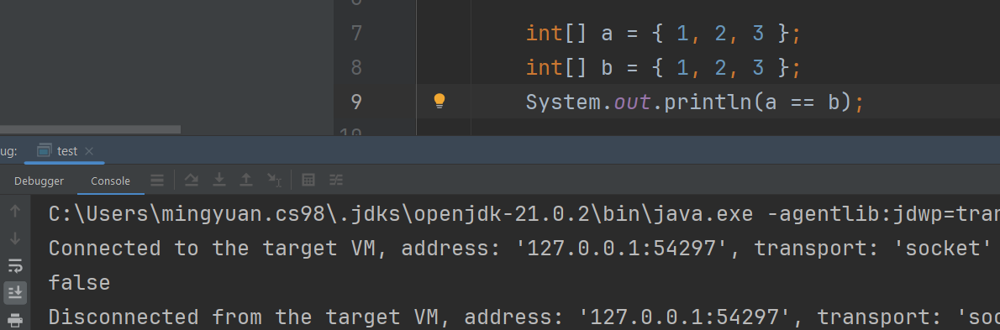 7 int[] a = { 1, 2, 3 };
8 int[] b = { 1, 2, 3 };
9 System.out.println(a == b);
10
ug: test
Debugger Console
C:\Users\mingyuan.cs98\.jdks\openjdk-21.0.2\bin\java.exe -agentlib:jdwp=tran
Connected to the target VM, address: '127.0.0.1:54297', transport: 'socket'
false
Disconnected from the target VM, address: '127.0.0.1:54297', transport: 'soc